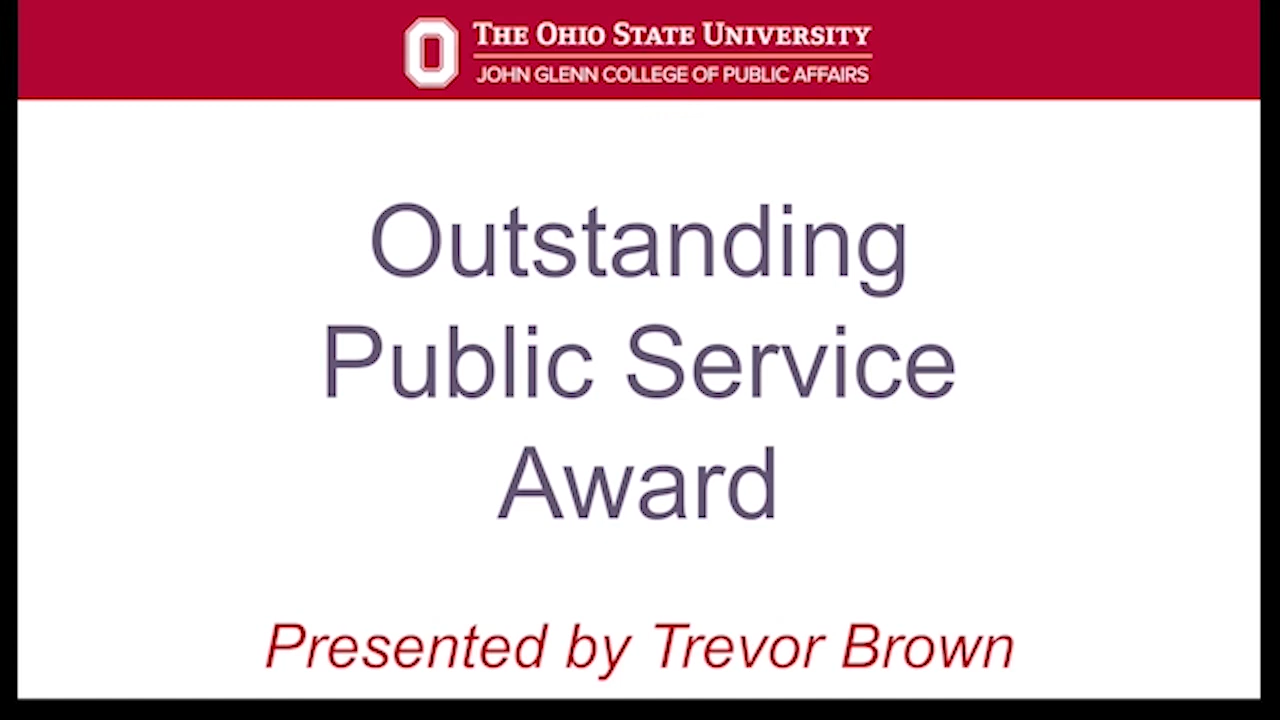 THE OHIO STATE UNIVERSITY
JOHN GLENN COLLEGE OF PUBLIC AFFAIRS
Outstanding
Public Service
Award
Presented by Trevor Brown